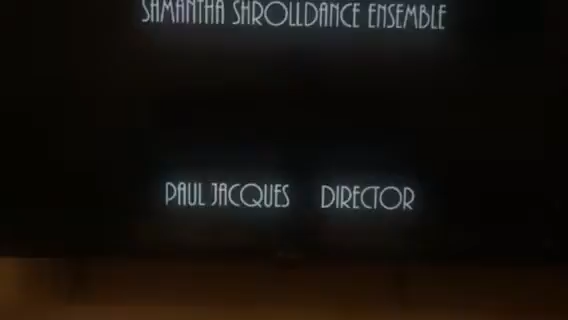 SAMANTHA SHROLLDANCE ENSEMBLE
PAUL JACQUES DIRECTOR